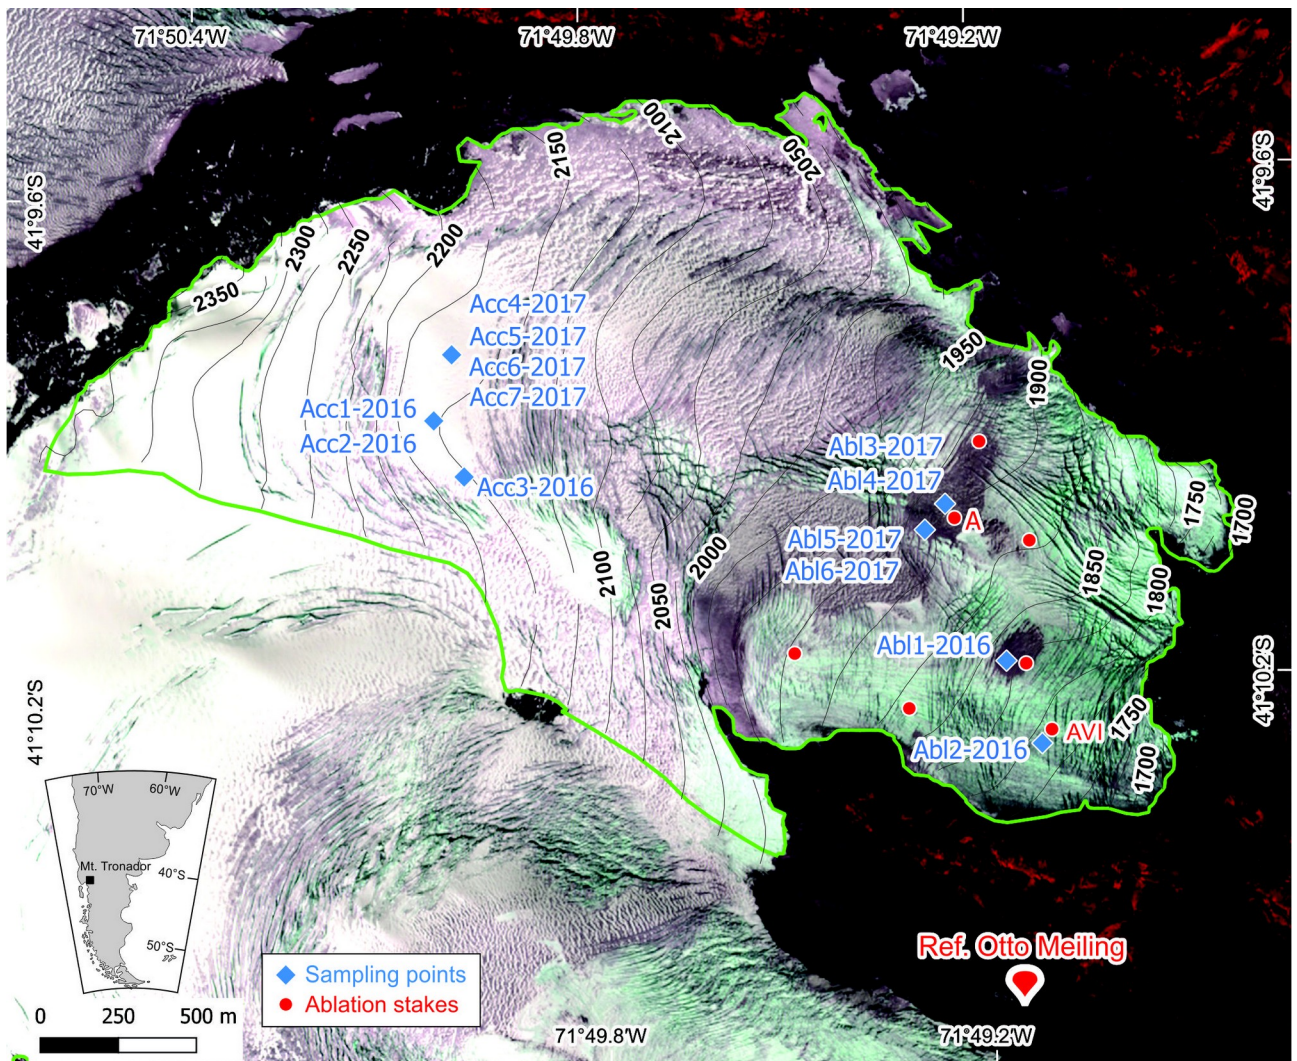 71°50.4'W
71°49.8'W
71°49.2'W
41°9.6'S
41°9.6'S
2100
2150
2050
2300
2250
2200
2350
Acc4-2017
Acc5-2017
Acc6-2017
Acc7-2017
Acc1-2016
Acc2-2016
Acc3-2016
1950
1900
Abl3-2017
Abl4-2017
A
Abl5-2017
Abl6-2017
1750
1700
2000
2100
2050
1850
1800
Abl1-2016
AVI
Abl2-2016
1750
1700
41°10.2'S
41°10.2'S
70°W
60°W
Mt. Tronador
40°S
50°S
Ref. Otto Meiling
Sampling points
Ablation stakes
0 250 500 m
71°49.8'W
71°49.2'W